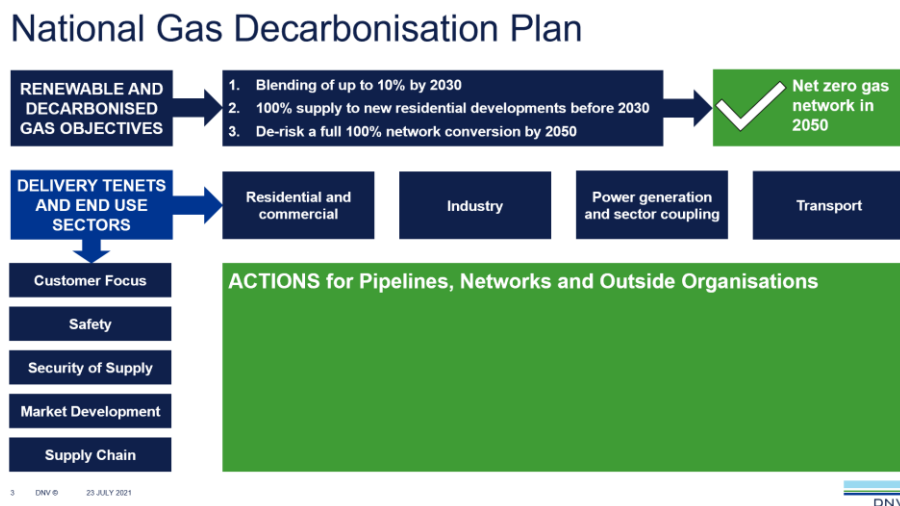 National Gas Decarbonisation Plan
RENEWABLE AND
DECARBONISED
GAS OBJECTIVES
1. Blending of up to 10% by 2030
2. 100% supply to new residential developments before 2030
3. De-risk a full 100% network conversion by 2050
Net zero gas
network in
2050
DELIVERY TENETS
AND END USE
SECTORS
Residential and
commercial
Industry
Power generation
and sector coupling
Transport
Customer Focus
Safety
Security of Supply
Market Development
Supply Chain
ACTIONS for Pipelines, Networks and Outside Organisations
3 DNV © 23 JULY 2021
DNV